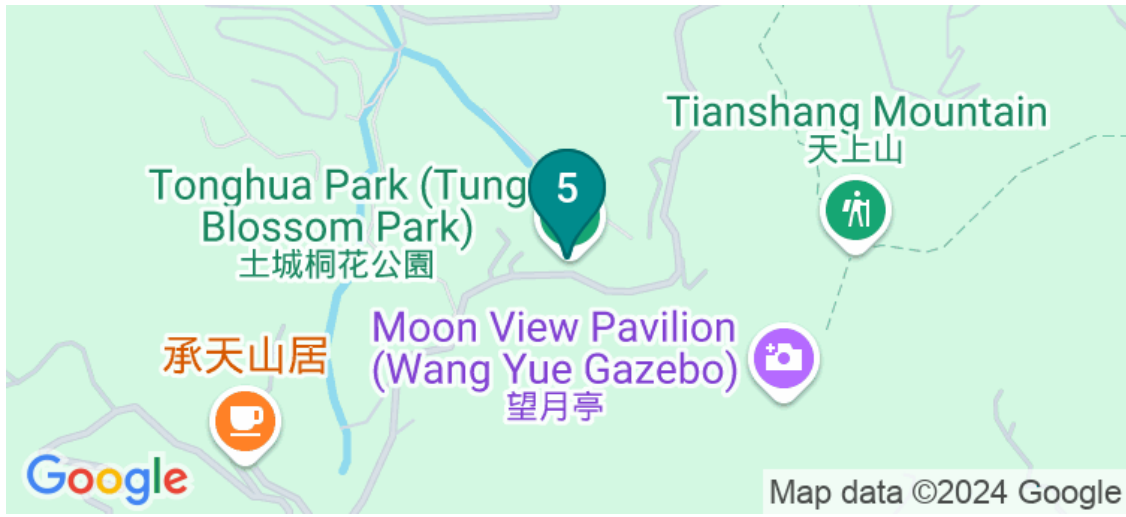 Tianshang Mountain
天上山
5
Tonghua Park (Tung
Blossom Park)
土城桐花公園
Moon View Pavilion
(Wang Yue Gazebo)
望月亭
承天山居
Google
Map data ©2024 Google